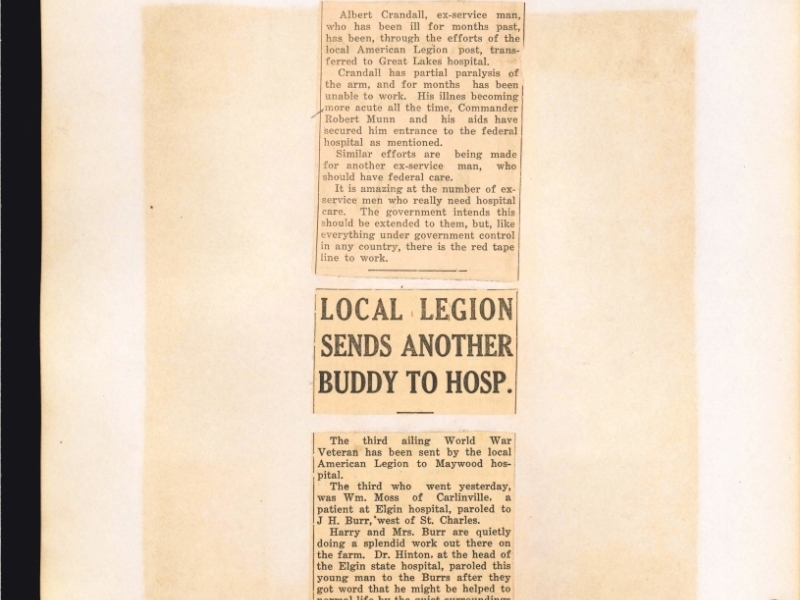 Albert Crandall, ex-service man,
who has been ill for months past,
has been, through the efforts of the
local American Legion post, trans-
ferred to Great Lakes hospital.
Crandall has partial paralysis of
the arm, and for months has been
unable to work. His illnes becoming
more acute all the time, Commander
Robert Munn and his aids have
secured him entrance to the federal
hospital as mentioned.
Similar efforts are being made
for another ex-service man, who
should have federal care.
It is amazing at the number of ex-
service men who really need hospital
care. The government intends this
should be extended to them, but, like
everything under government control
in any country, there is the red tape
line to work.
LOCAL LEGION
SENDS ANOTHER
BUDDY TO HOSP.
The third ailing World War
Veteran has been sent by the local
American Legion to Maywood hos-
pital.
The third who went yesterday,
was Wm. Moss of Carlinville, a
patient at Elgin hospital, paroled to
J H. Burr, west of St. Charles.
Harry and Mrs. Burr are quietly
doing a splendid work out there on
the farm. Dr. Hinton, at the head of
the Elgin state hospital, paroled this
young man to the Burrs after they
got word that he might be helped to
normal life by the quiet surroundings